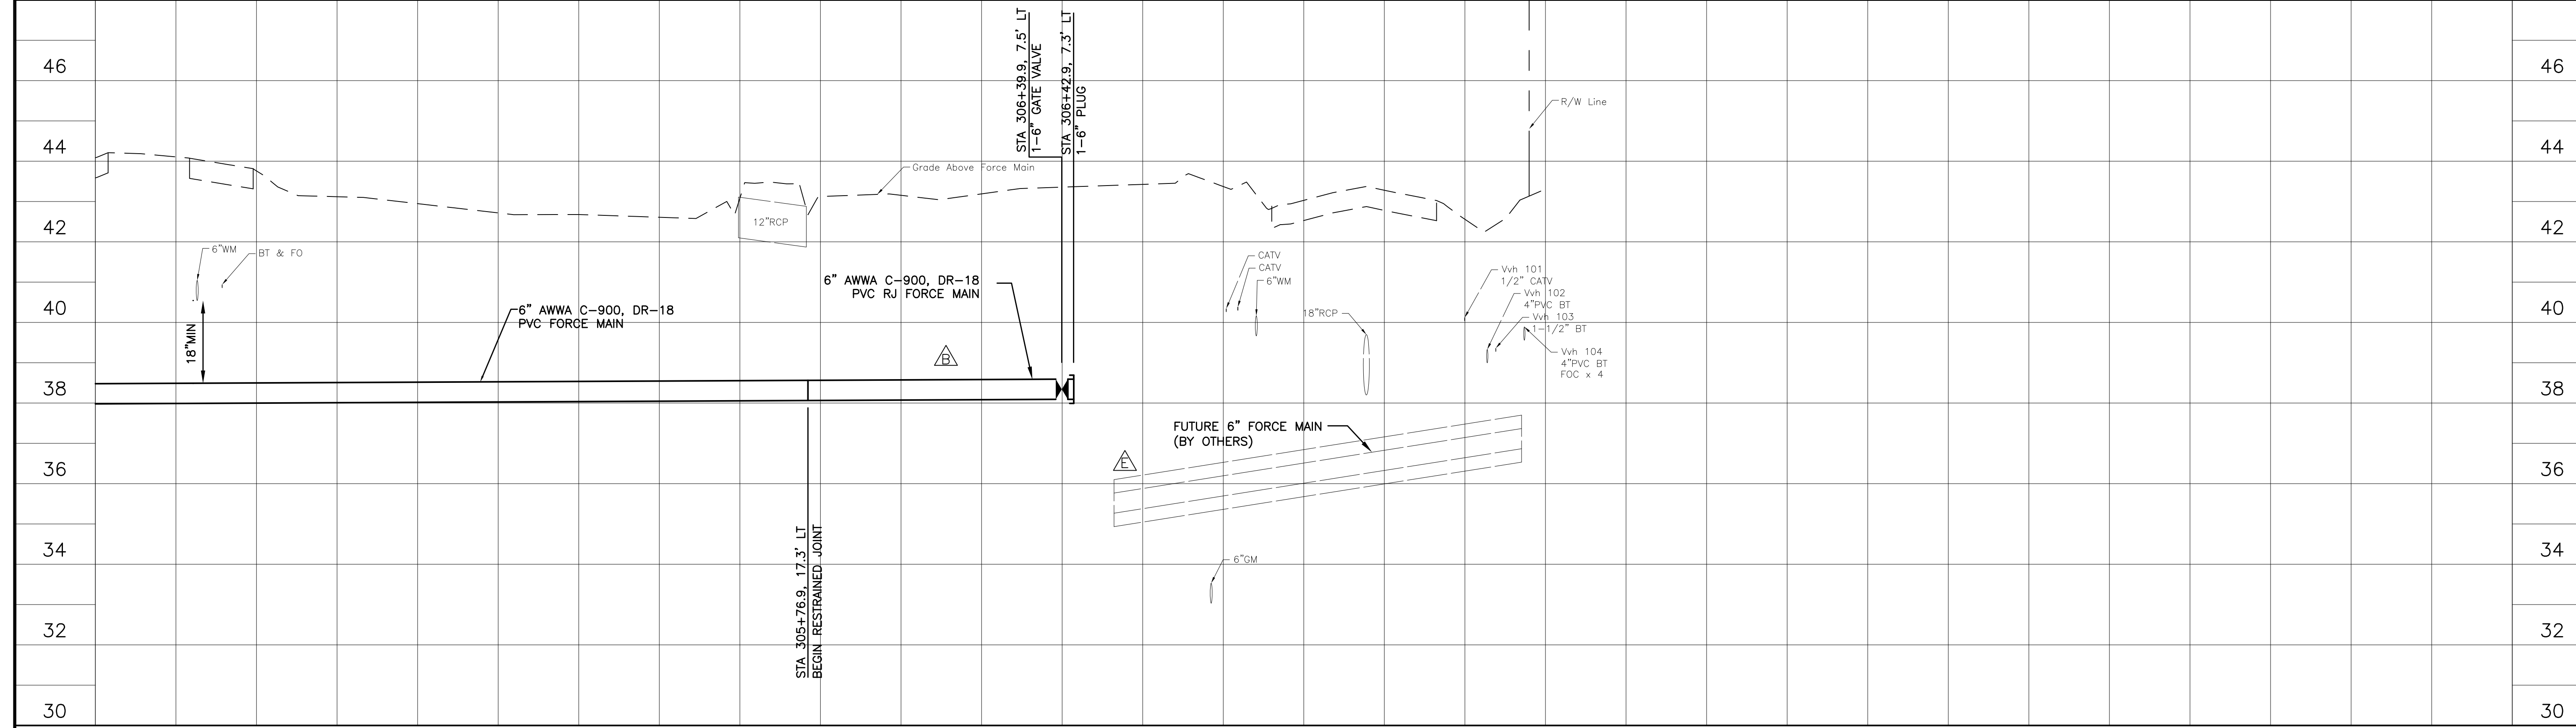 STA 306+39.9, 7.5' LT
1-6" GATE VALVE
STA 306+42.9, 7.3' LT
1-6" PLUG
46
46
R/W Line
44
44
Grade Above Force Main
12"RCP
42
42
6"WM
BT & FO
CATV
CATV
6"WM
6" AWWA C-900, DR-18
PVC RJ FORCE MAIN
Vvh 101
1/2" CATV
Vvh 102
4"PVC BT
Vvh 103
1-1/2" BT
Vvh 104
4"PVC BT
FOC x 4
40
40
6" AWWA C-900, DR-18
PVC FORCE MAIN
18"RCP
18"MIN
B
38
38
FUTURE 6" FORCE MAIN
(BY OTHERS)
E
36
36
34
34
6"GM
STA 305+76.9, 17.3' LT
BEGIN RESTRAINED JOINT
32
32
30
30